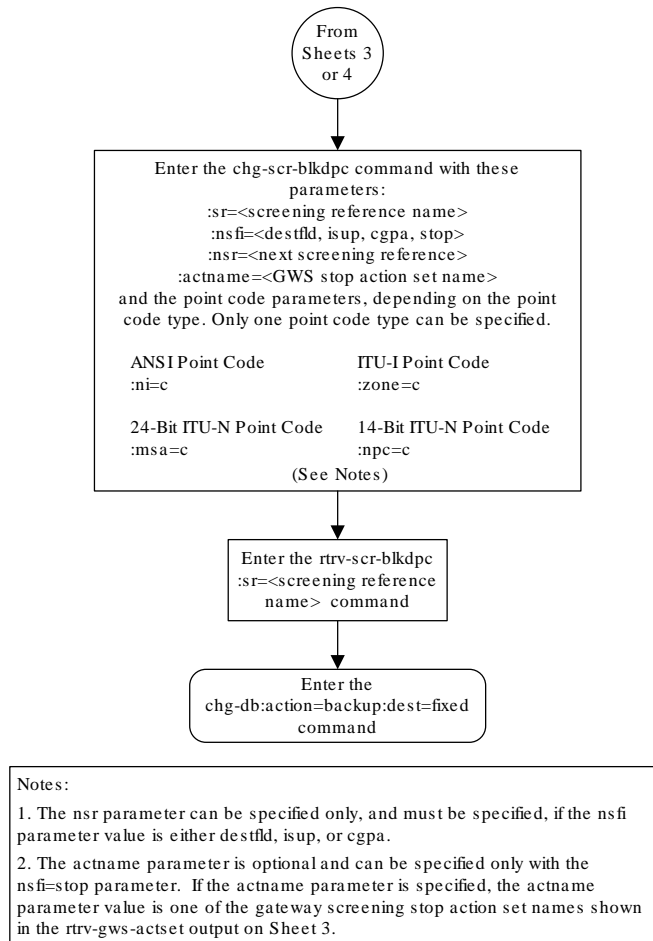 From
Sheets 3
or 4
Enter the chg-scr-blkdpc command with these
parameters:
:sr=<screening reference name>
:nsfi=<destfld, isup, cgpa, stop>
:nsr=<next screening reference>
:actname=<GWS stop action set name>
and the point code parameters, depending on the point
code type. Only one point code type can be specified.
ANSI Point Code
:ni=c
ITU-I Point Code
:zone=c
24-Bit ITU-N Point Code
:msa=c
14-Bit ITU-N Point Code
:npc=c
(See Notes)
Enter the rtrv-scr-blkdpc
:sr=<screening reference
name> command
Enter the
chg-db:action=backup:dest=fixed
command
Notes:
1. The nsr parameter can be specified only, and must be specified, if the nsfi
parameter value is either destfld, isup, or cgpa.
2. The actname parameter is optional and can be specified only with the
nsfi=stop parameter. If the actname parameter is specified, the actname
parameter value is one of the gateway screening stop action set names shown
in the rtrv-gws-actset output on Sheet 3.